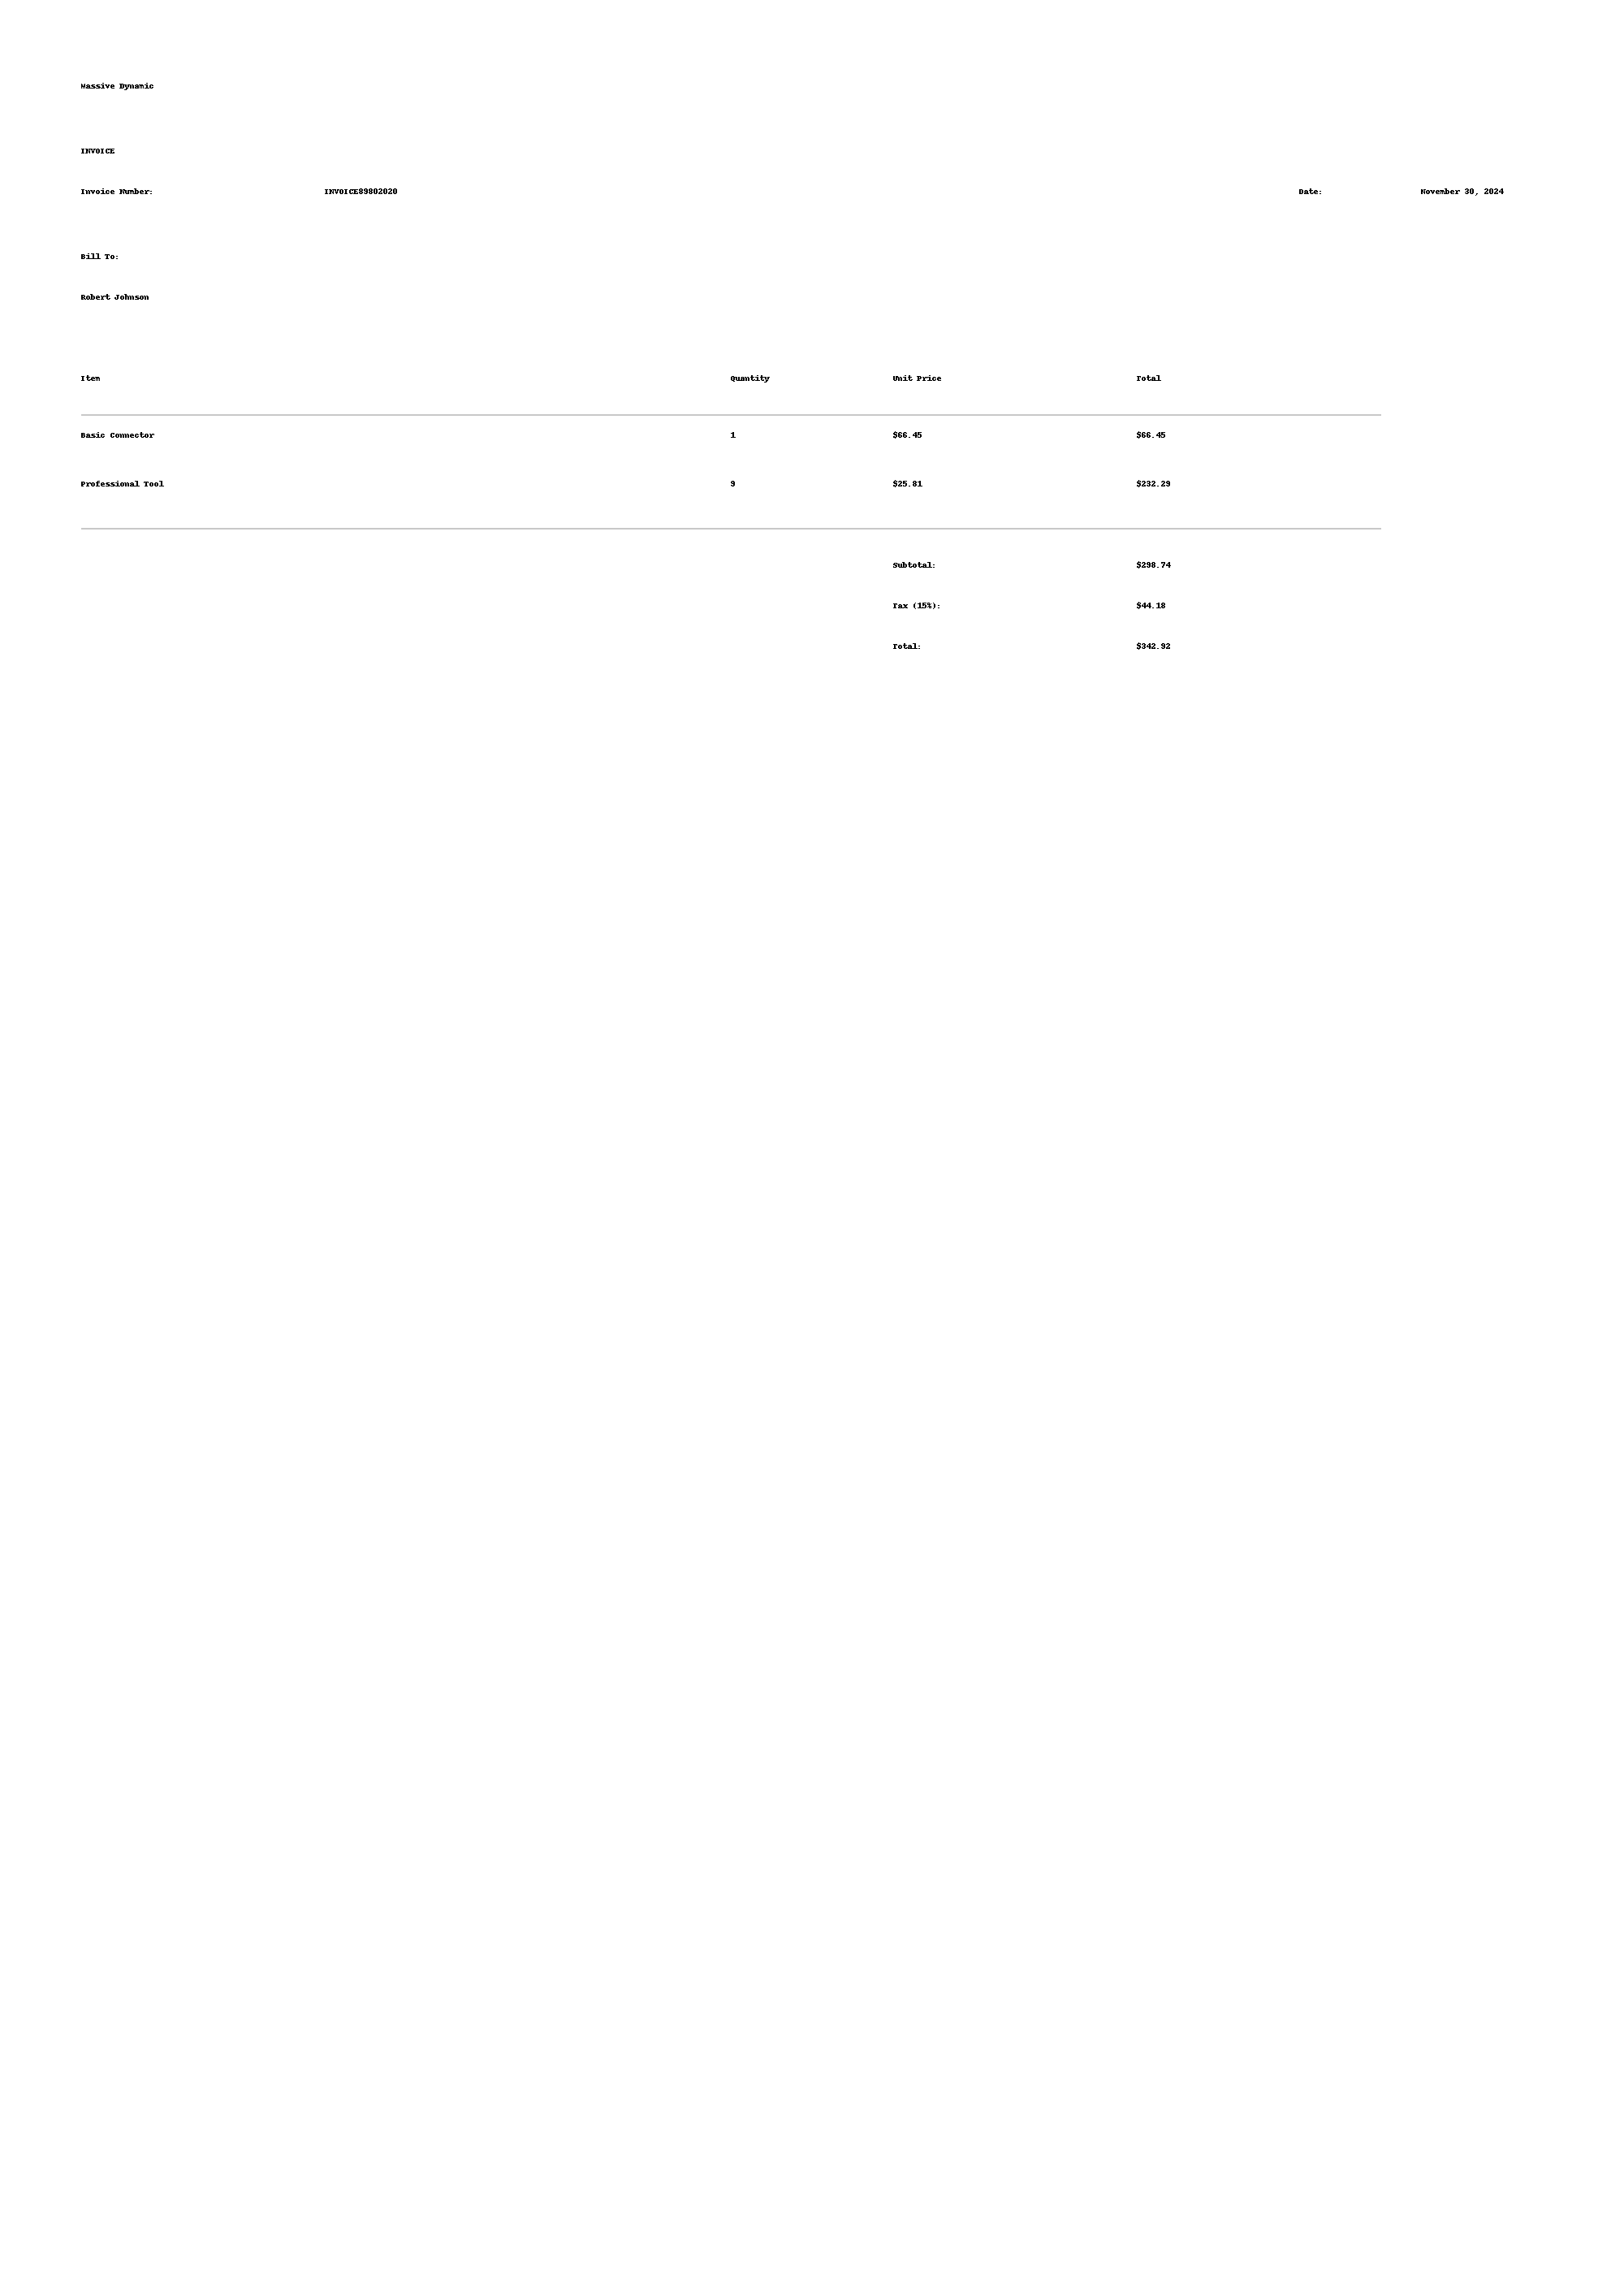 Massive Dynamic
INVOICE
Invoice Number: INVOICE89802020 Date: November 30, 2024
Bill To:
Robert Johnson
Item Quantity Unit Price Total
Basic Connector 1 $66.45 $66.45
Professional Tool 9 $25.81 $232.29
Subtotal: $298.74
Tax (15%): $44.18
Total: $342.92